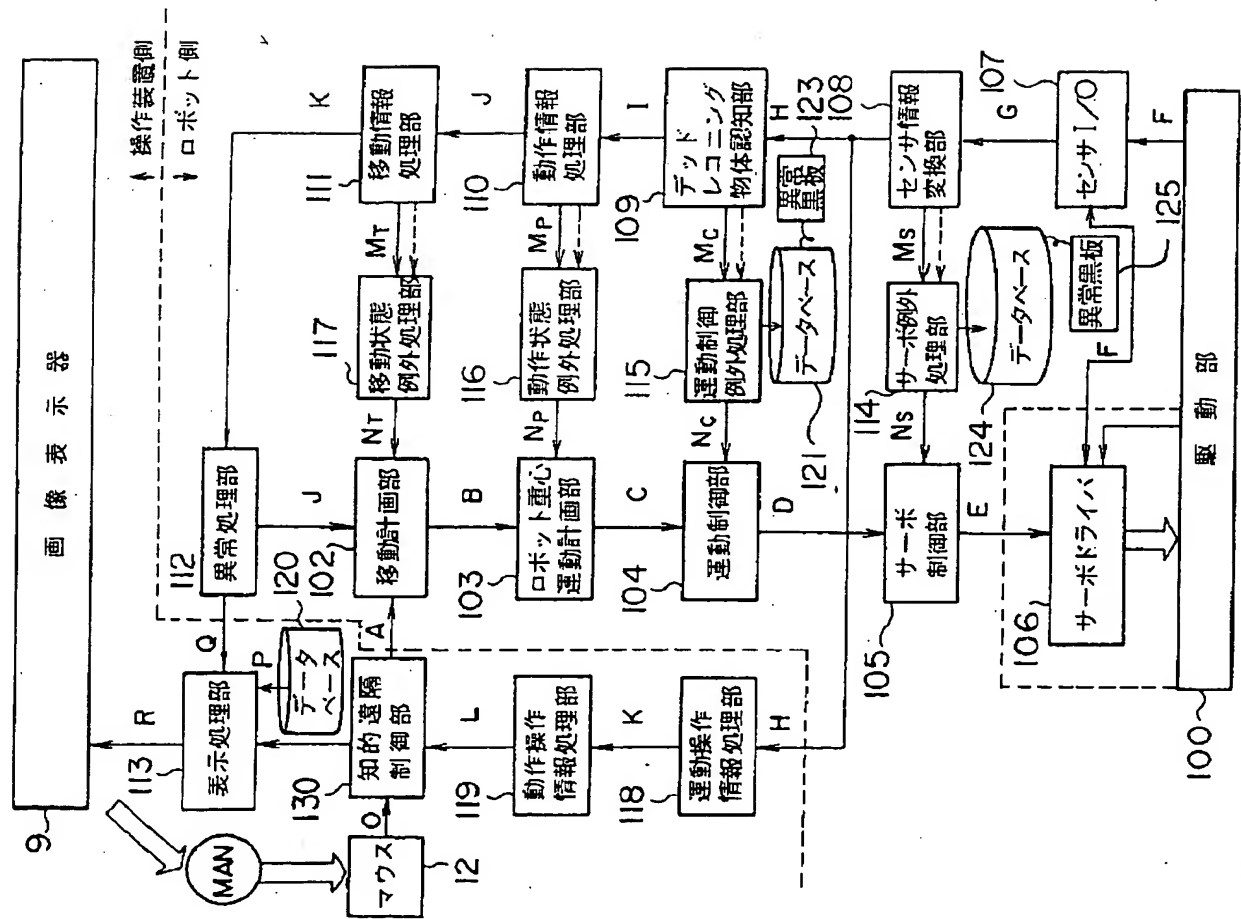 9
画像表示器
操作装置側
ロボット側
MAN
マウス
12
O
R
113
表示処理部
Q
P
120
データ
ベース
130
知的遠隔
制御部
A
L
119
動作操作
情報処理部
K
118
運動操作
情報処理部
H
112
異常処理部
J
102
移動計画部
B
103
ロボット重心
運動計画部
C
104
運動制御部
D
105
サーボ
制御部
E
106
サーボドライバ
NT
117
移動状態
例外処理部
MT
NP
116
動作状態
例外処理部
MP
NC
115
運動制御
例外処理部
MC
121
データベース
異常
黒板
123
NS
114
サーボ例外
処理部
MS
124
データベース
異常黒板
125
K
111
移動情報
処理部
J
110
動作情報
処理部
I
109
デッド
レコニング
物体認知部
H
108
センサ情報
変換部
G
107
センサI/O
F
F
100
駆動部